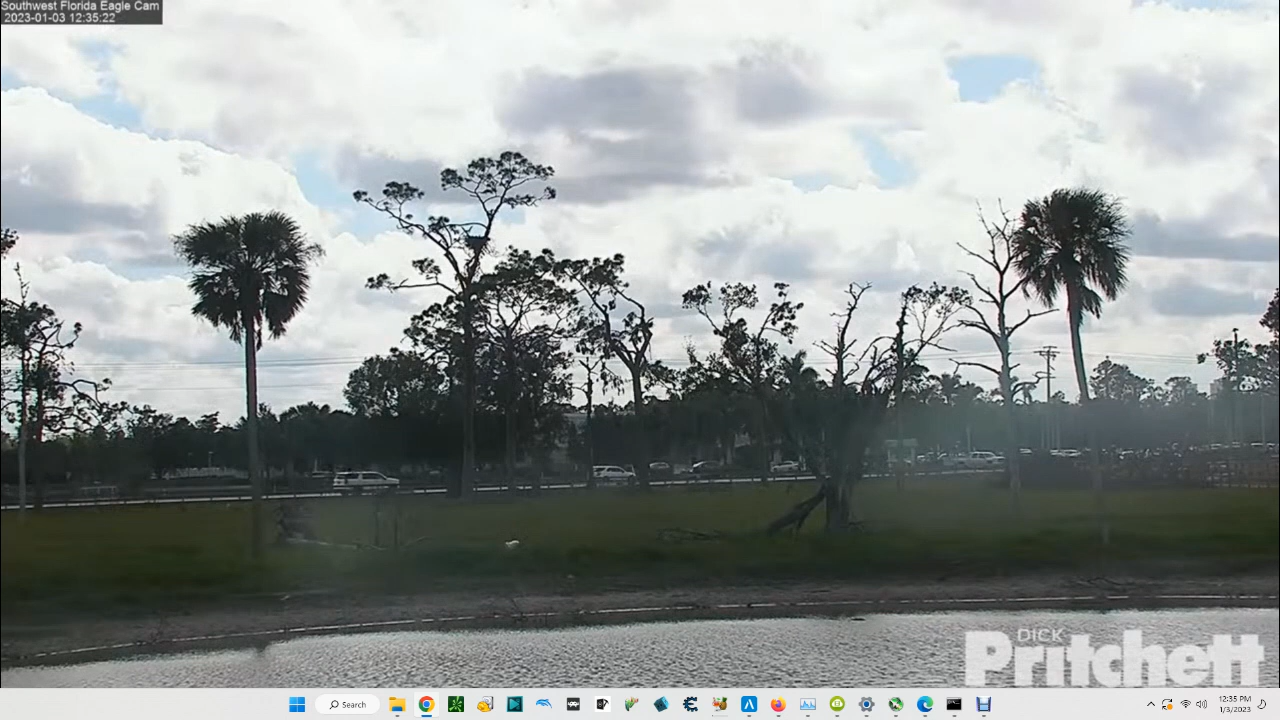 Southwest Florida Eagle Cam
2023-01-03 12:35:22
DICK
Pritchett
Search
12:35 PM
1/3/2023